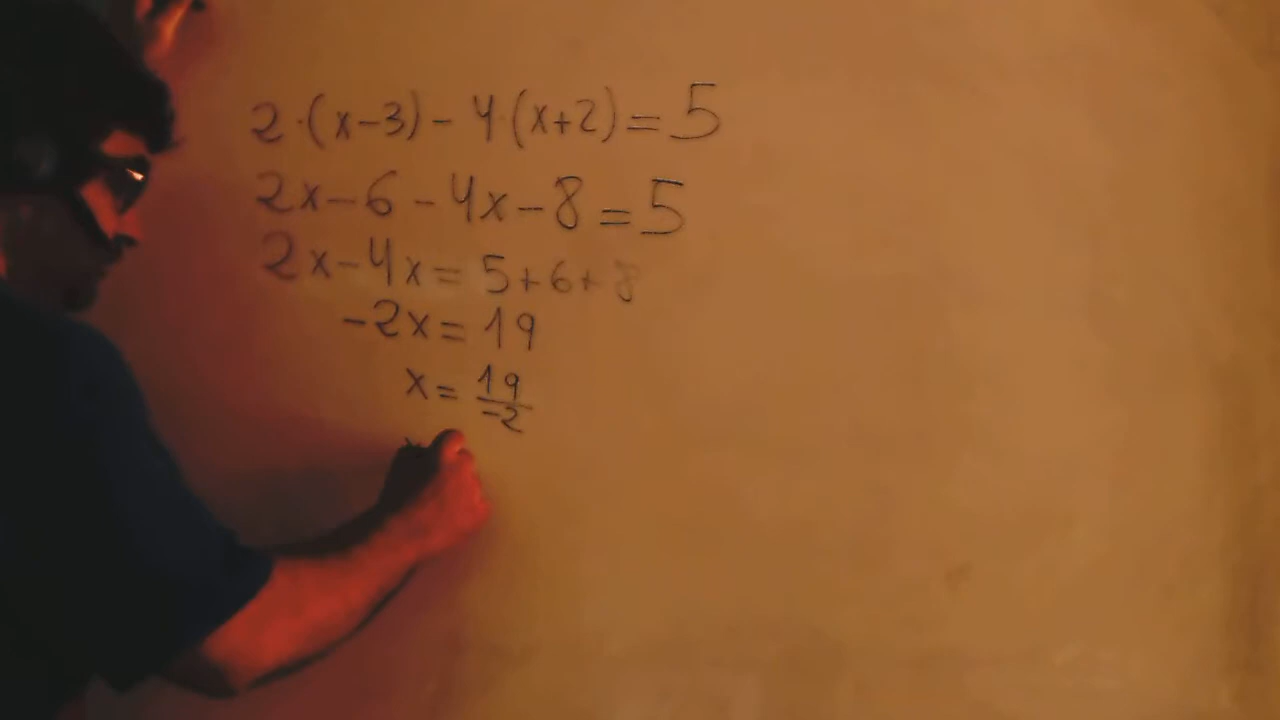 2·(x-3)-4·(x+2)=5
2x-6-4x-8=5
2x-4x=5+6+8
-2x=19
x=19/-2
x